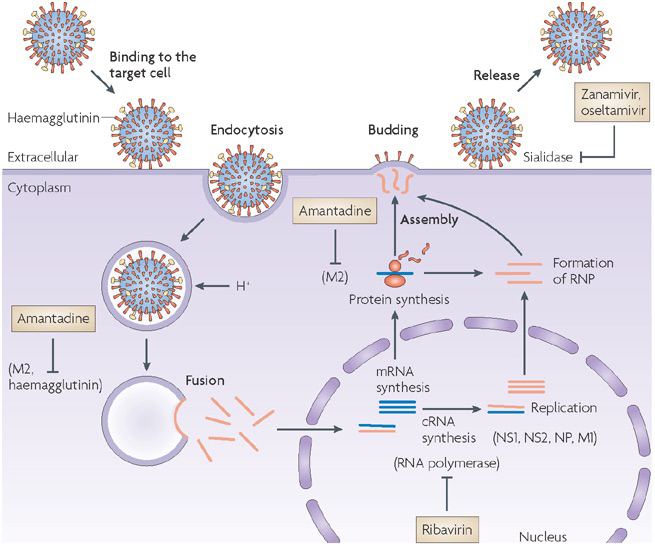 Binding to the
target cell
Release
Zanamivir,
oseltamivir
Haemagglutinin
Endocytosis
Budding
Extracellular
Sialidase
Cytoplasm
Amantadine
Assembly
(M2)
H+
Formation
of RNP
Protein synthesis
Amantadine
(M2,
haemagglutinin)
Fusion
mRNA
synthesis
cRNA
synthesis
Replication
(NS1, NS2, NP, M1)
(RNA polymerase)
Ribavirin
Nucleus